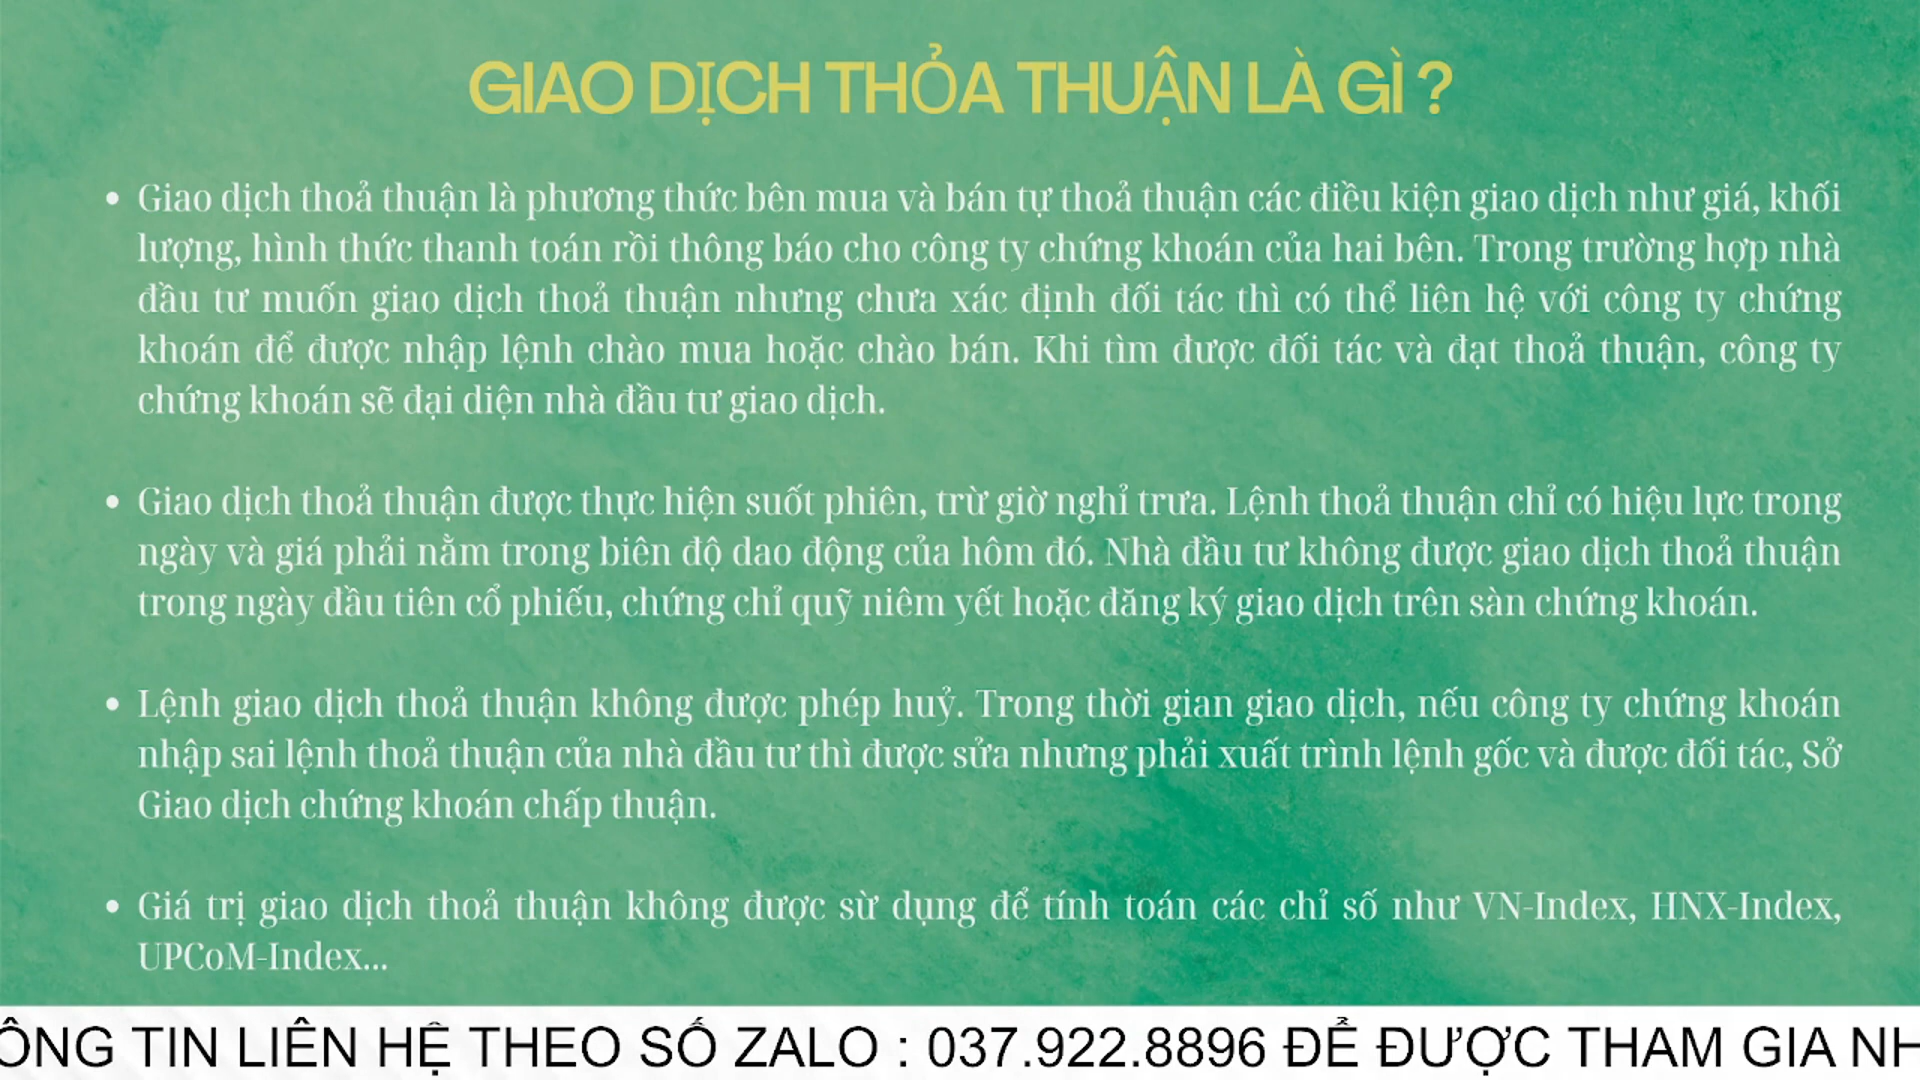 GIAO DỊCH THỎA THUẬN LÀ GÌ ?
• Giao dịch thoả thuận là phương thức bên mua và bán tự thoả thuận các điều kiện giao dịch như giá, khối
lượng, hình thức thanh toán rồi thông báo cho công ty chứng khoán của hai bên. Trong trường hợp nhà
đầu tư muốn giao dịch thoả thuận nhưng chưa xác định đối tác thì có thể liên hệ với công ty chứng
khoán để được nhập lệnh chào mua hoặc chào bán. Khi tìm được đối tác và đạt thoả thuận, công ty
chứng khoán sẽ đại diện nhà đầu tư giao dịch.
• Giao dịch thoả thuận được thực hiện suốt phiên, trừ giờ nghỉ trưa. Lệnh thoả thuận chỉ có hiệu lực trong
ngày và giá phải nằm trong biên độ dao động của hôm đó. Nhà đầu tư không được giao dịch thoả thuận
trong ngày đầu tiên cổ phiếu, chứng chỉ quỹ niêm yết hoặc đăng ký giao dịch trên sàn chứng khoán.
• Lệnh giao dịch thoả thuận không được phép huỷ. Trong thời gian giao dịch, nếu công ty chứng khoán
nhập sai lệnh thoả thuận của nhà đầu tư thì được sửa nhưng phải xuất trình lệnh gốc và được đối tác, Sở
Giao dịch chứng khoán chấp thuận.
• Giá trị giao dịch thoả thuận không được sừ dụng để tính toán các chỉ số như VN-Index, HNX-Index,
UPCoM-Index...
ÔNG TIN LIÊN HỆ THEO SỐ ZALO : 037.922.8896 ĐỂ ĐƯỢC THAM GIA NH